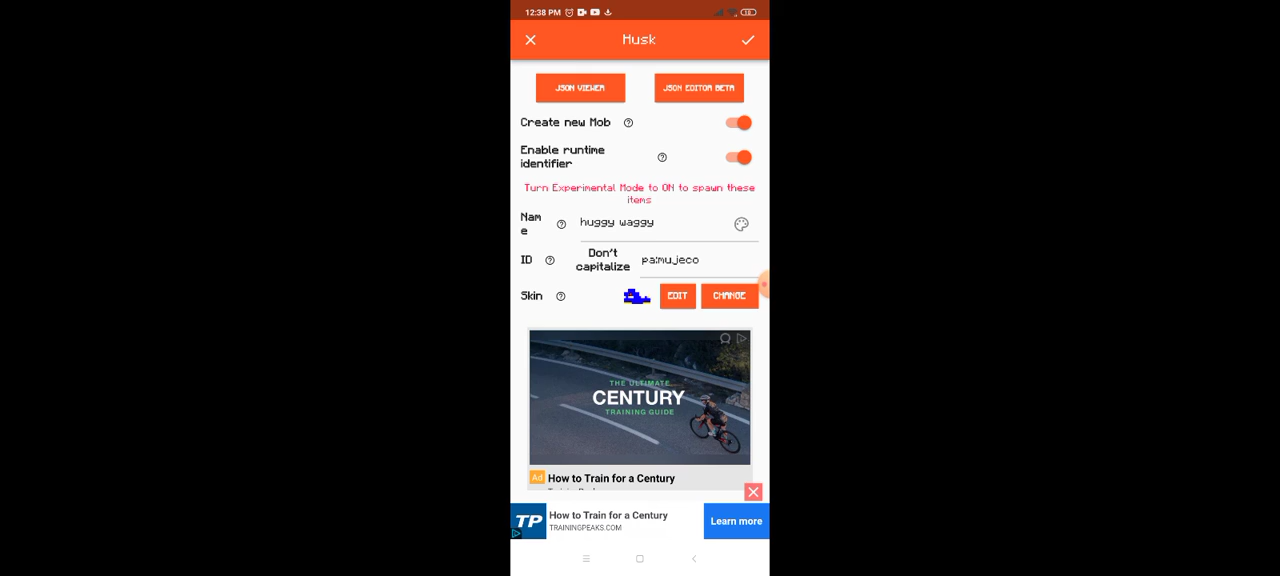 12:38 PM
18
Husk
JSON VIEWER
JSON EDITOR BETA
Create new Mob
Enable runtime
identifier
Turn Experimental Mode to ON to spawn these
items
Nam
e
huggy waggy
ID
Don't
capitalize
pa:mujeco
Skin
EDIT
CHANGE
THE ULTIMATE
CENTURY
TRAINING GUIDE
Ad
How to Train for a Century
TP
How to Train for a Century
TRAININGPEAKS.COM
Learn more